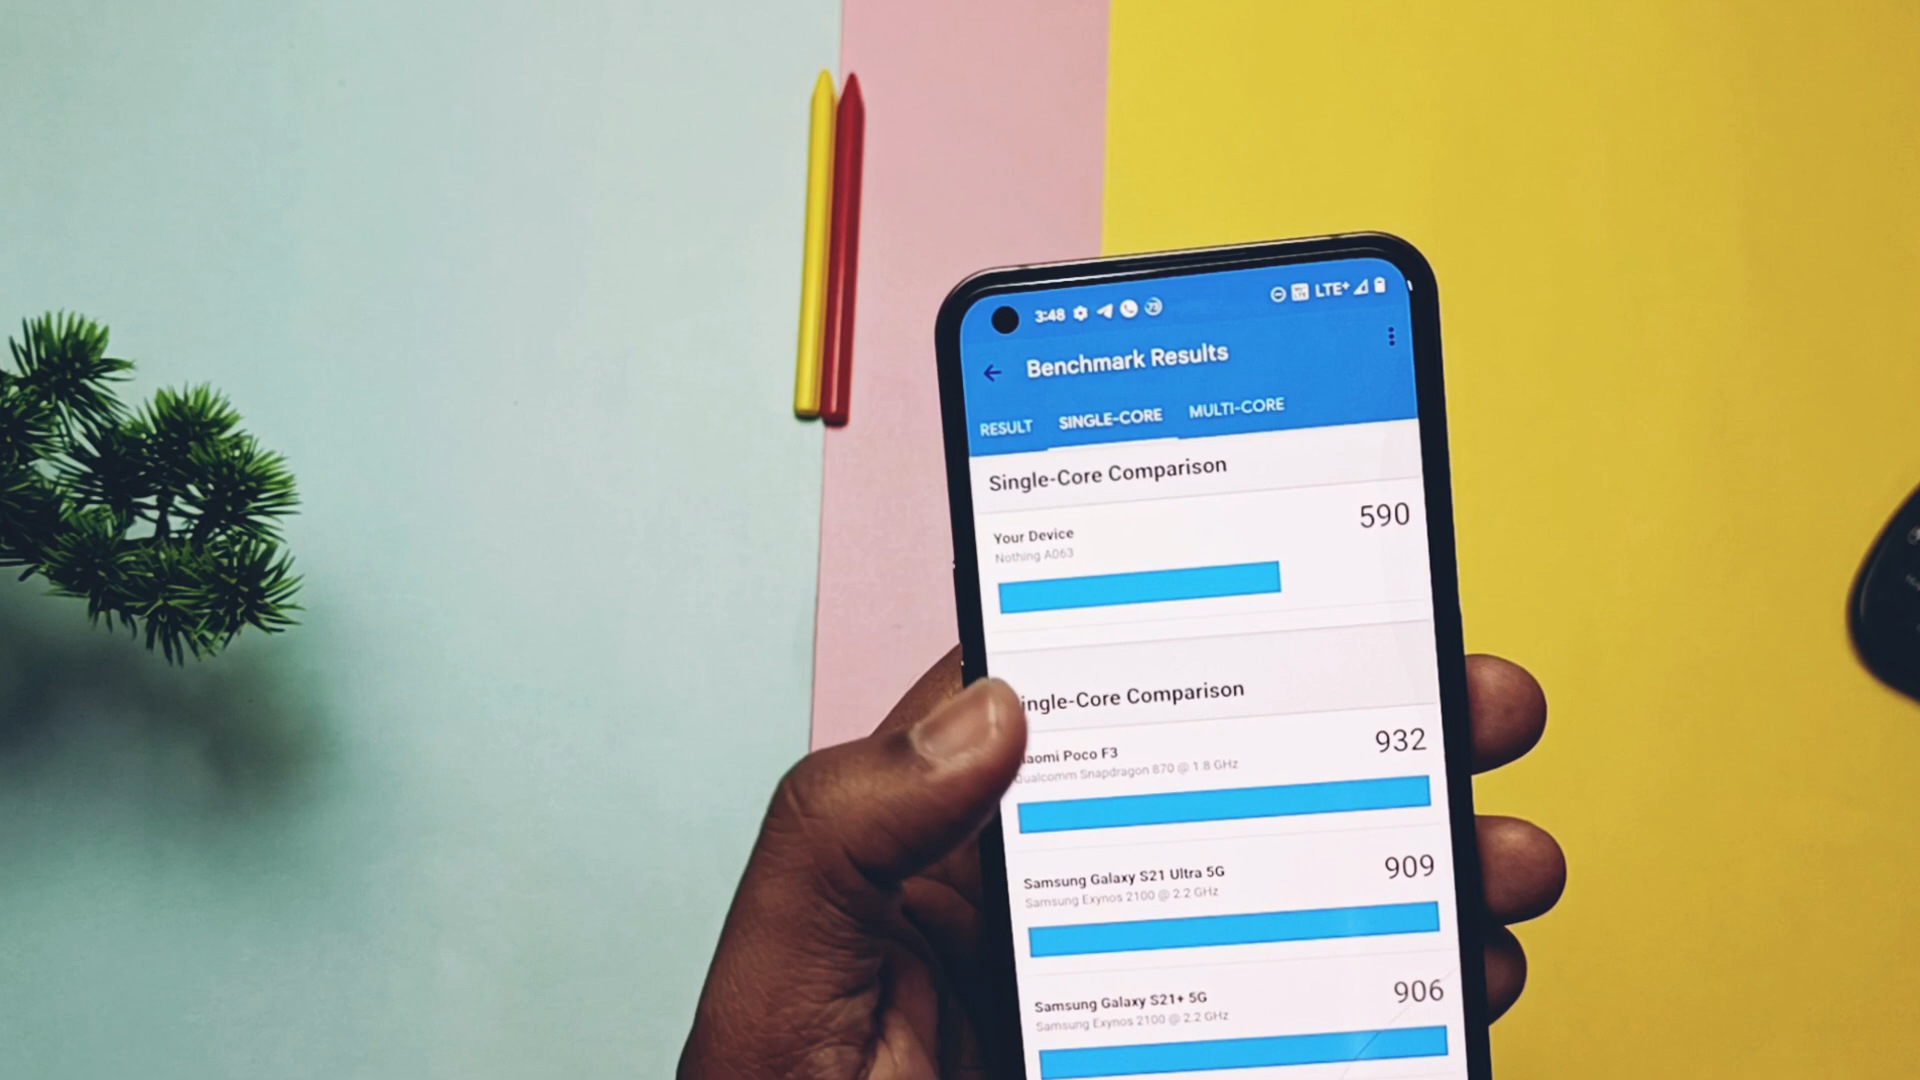 3:48 LTE+
Benchmark Results
RESULT SINGLE-CORE MULTI-CORE
Single-Core Comparison
Your Device 590
Nothing A063
ingle-Core Comparison
iaomi Poco F3 932
Qualcomm Snapdragon 870 @ 1.8 GHz
Samsung Galaxy S21 Ultra 5G 909
Samsung Exynos 2100 @ 2.2 GHz
Samsung Galaxy S21+ 5G 906
Samsung Exynos 2100 @ 2.2 GHz